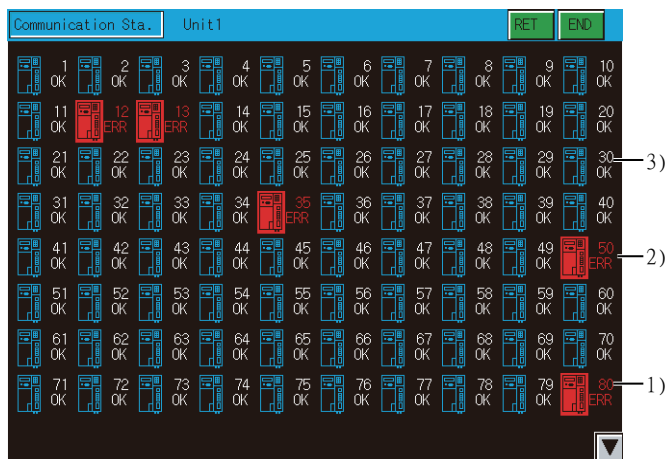 Communication Sta. Unit1 RET END
1 2 3 4 5 6 7 8 9 10
OK OK OK OK OK OK OK OK OK OK
11 12 13 14 15 16 17 18 19 20
OK ERR ERR OK OK OK OK OK OK OK
21 22 23 24 25 26 27 28 29 30
OK OK OK OK OK OK OK OK OK OK
3)
31 32 33 34 35 36 37 38 39 40
OK OK OK OK ERR OK OK OK OK OK
41 42 43 44 45 46 47 48 49 50
OK OK OK OK OK OK OK OK OK ERR
2)
51 52 53 54 55 56 57 58 59 60
OK OK OK OK OK OK OK OK OK OK
61 62 63 64 65 66 67 68 69 70
OK OK OK OK OK OK OK OK OK OK
71 72 73 74 75 76 77 78 79 80
OK OK OK OK OK OK OK OK OK ERR
1)